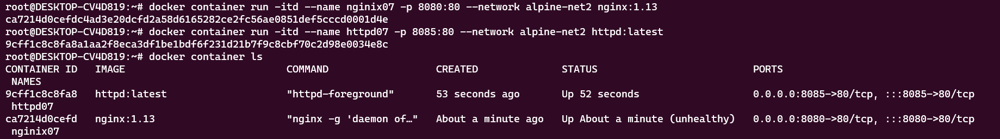 root@DESKTOP-CV4D819:~# docker container run -itd --name nginix07 -p 8080:80 --network alpine-net2 nginx:1.13
ca7214d0cefdc4ad3e20dcfd2a58d6165282ce2fc56ae0851def5cccd0001d4e
root@DESKTOP-CV4D819:~# docker container run -itd --name httpd07 -p 8085:80 --network alpine-net2 httpd:latest
9cff1c8c8fa8a1aa2f8eca3df1be1bdf6f231d21b7f9c8cbf70c2d98e0034e8c
root@DESKTOP-CV4D819:~# docker container ls
CONTAINER ID   IMAGE                           COMMAND                  CREATED              STATUS                          PORTS
 NAMES
9cff1c8c8fa8   httpd:latest                    "httpd-foreground"       53 seconds ago       Up 52 seconds                   0.0.0.0:8085->80/tcp, :::8085->80/tcp
 httpd07
ca7214d0cefd   nginx:1.13                      "nginx -g 'daemon of…"   About a minute ago   Up About a minute (unhealthy)   0.0.0.0:8080->80/tcp, :::8080->80/tcp
 nginix07